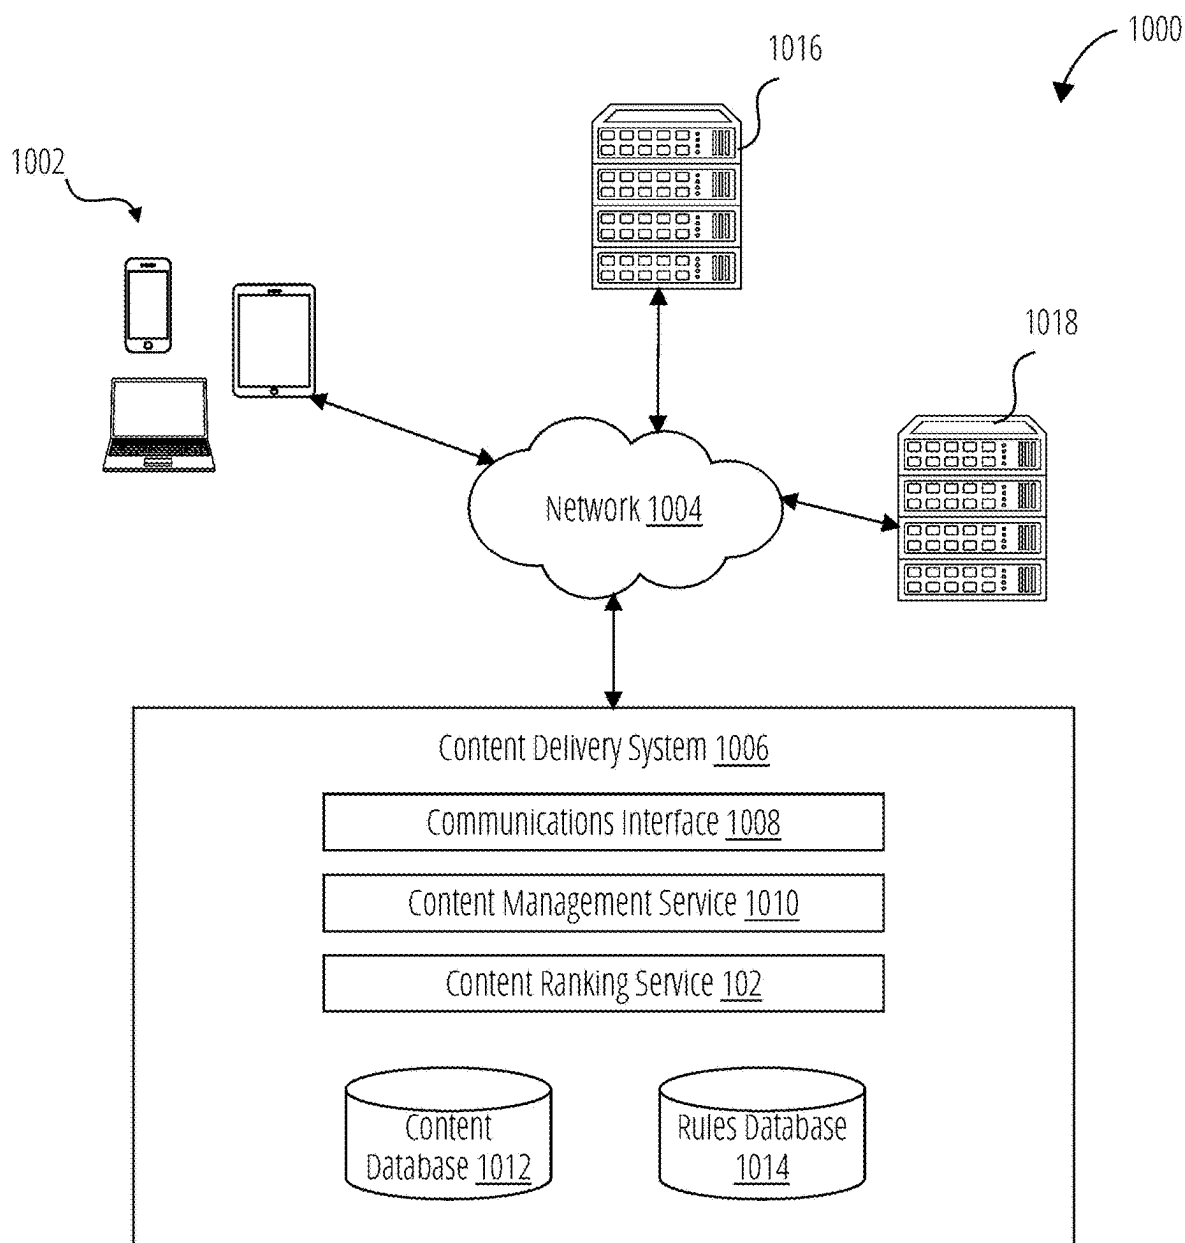 1000
1016
1002
1018
Network 1004
Content Delivery System 1006
Communications Interface 1008
Content Management Service 1010
Content Ranking Service 102
Content
Database 1012
Rules Database
1014